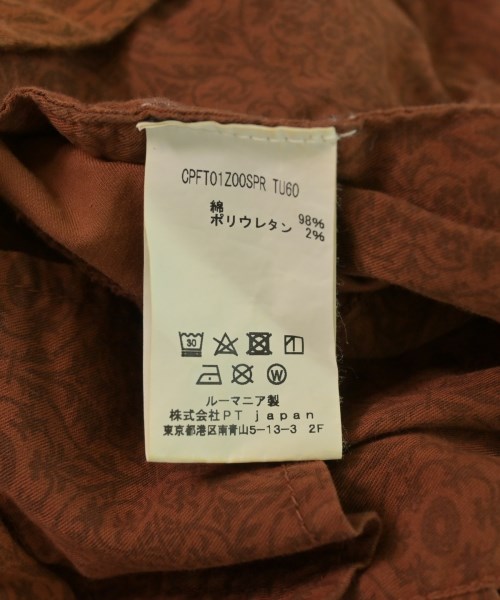 CPFT01Z00SPR TU60
綿 98%
ポリウレタン 2%
30
W
ルーマニア製
株式会社PT japan
東京都港区南青山5-13-3 2F